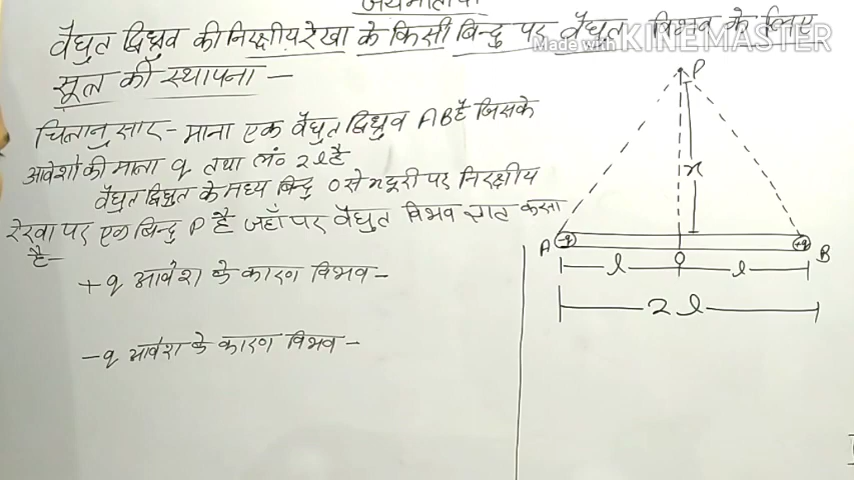 वैद्युत द्विध्रुव की निरक्षीय रेखा के किसी बिन्दु पर वैद्युत विभव के लिए
Made with KINEMASTER
सूत्र की स्थापना -
चित्रानुसार - माना एक वैद्युत द्विध्रुव AB है जिसके
आवेशों की मात्रा q तथा लं० 2l है
वैद्युत द्विध्रुव के मध्य बिन्दु O से r दूरी पर निरक्षीय
रेखा पर एक बिन्दु P है जहाँ पर वैद्युत विभव ज्ञात करना
है -
+q आवेश के कारण विभव -
-q आवेश के कारण विभव -
P
r
A -q O +q B
l l
2l